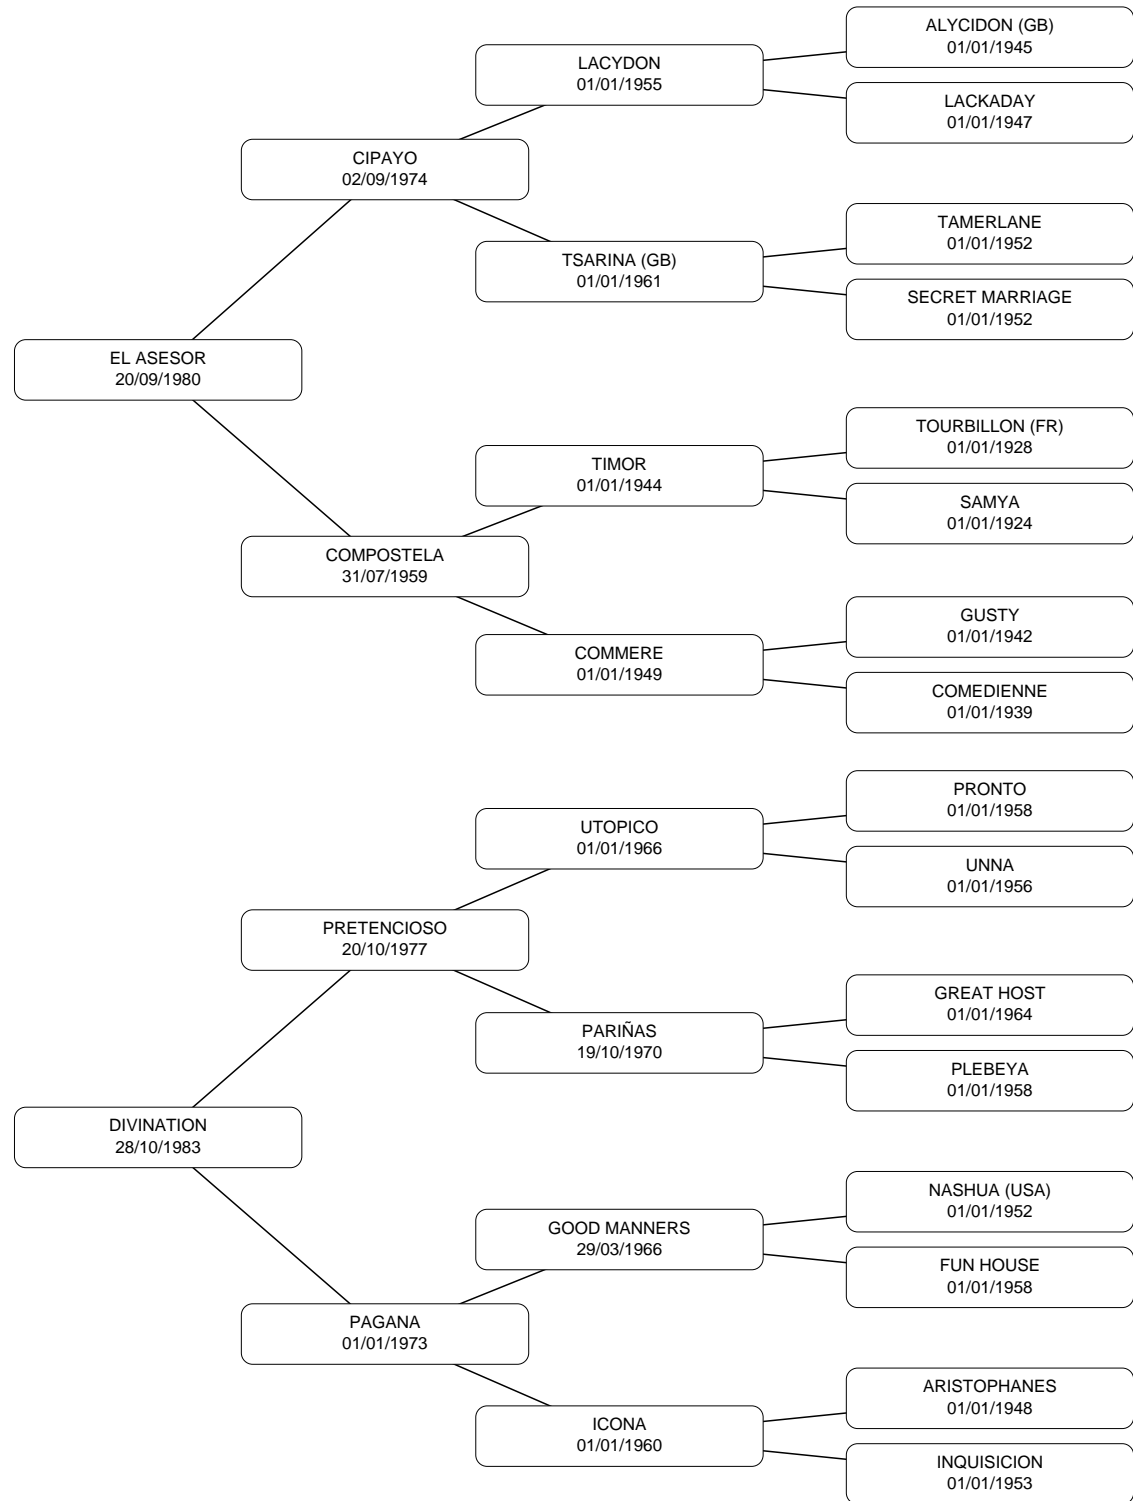 ALYCIDON (GB)
01/01/1945
LACYDON
01/01/1955
LACKADAY
01/01/1947
CIPAYO
02/09/1974
TAMERLANE
01/01/1952
TSARINA (GB)
01/01/1961
SECRET MARRIAGE
01/01/1952
EL ASESOR
20/09/1980
TOURBILLON (FR)
01/01/1928
TIMOR
01/01/1944
SAMYA
01/01/1924
COMPOSTELA
31/07/1959
GUSTY
01/01/1942
COMMERE
01/01/1949
COMEDIENNE
01/01/1939
PRONTO
01/01/1958
UTOPICO
01/01/1966
UNNA
01/01/1956
PRETENCIOSO
20/10/1977
GREAT HOST
01/01/1964
PARIÑAS
19/10/1970
PLEBEYA
01/01/1958
DIVINATION
28/10/1983
NASHUA (USA)
01/01/1952
GOOD MANNERS
29/03/1966
FUN HOUSE
01/01/1958
PAGANA
01/01/1973
ARISTOPHANES
01/01/1948
ICONA
01/01/1960
INQUISICION
01/01/1953